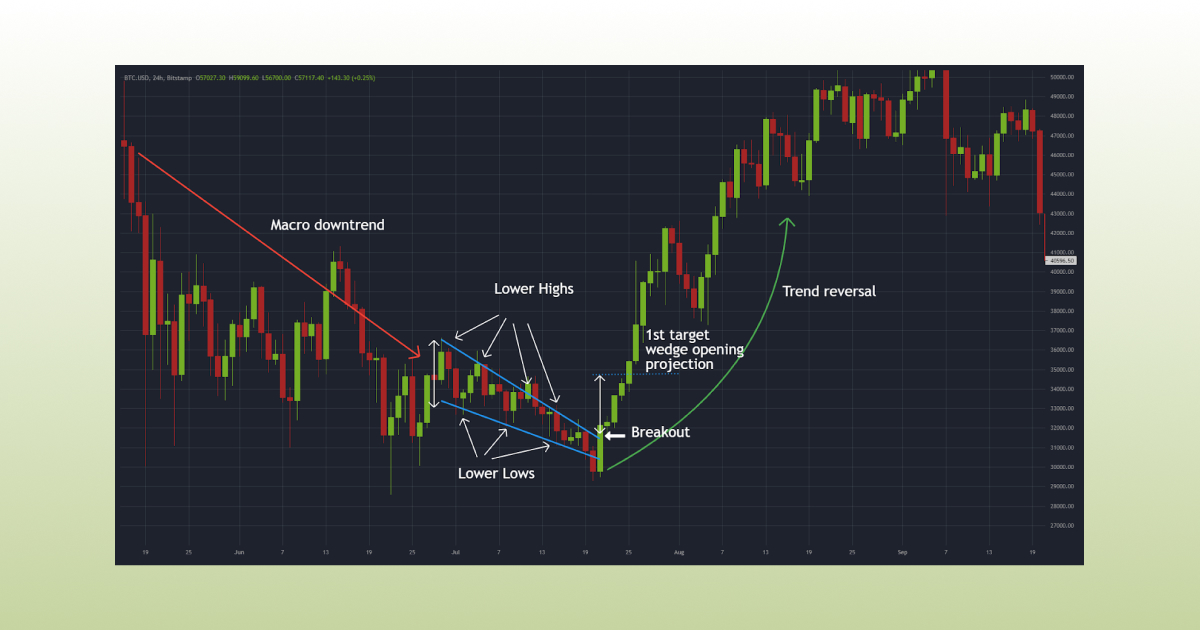 BTC.USD, 24h, Bitstamp O57027.30 H59099.60 L56700.00 C57117.40 +143.30 (+0.25%)
50000.00
49000.00
48000.00
47000.00
46000.00
45000.00
44000.00
43000.00
Macro downtrend
42000.00
41000.00
40596.50
40000.00
Lower Highs
Trend reversal
39000.00
38000.00
37000.00
1st target
wedge opening
projection
36000.00
35000.00
34000.00
33000.00
Breakout
32000.00
31000.00
Lower Lows
30000.00
29000.00
28000.00
27000.00
19 25 Jun 7 13 19 25 Jul 7 13 19 25 Aug 7 13 19 25 Sep 7 13 19